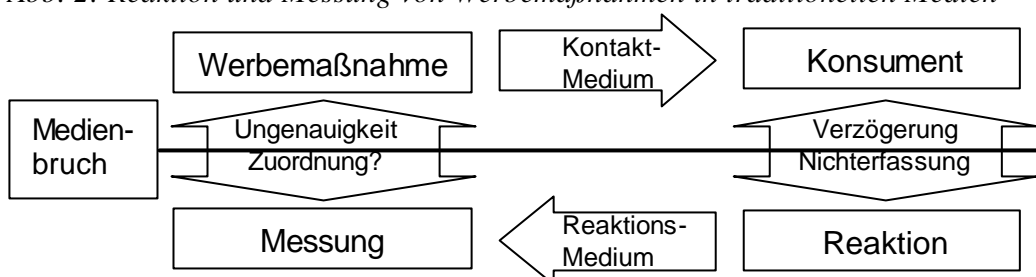 Abb. 2: Reaktion und Messung von Werbemaßnahmen in traditionellen Medien
Werbemaßnahme
Kontakt-
Medium
Konsument
Medien-
bruch
Ungenauigkeit
Zuordnung?
Verzögerung
Nichterfassung
Messung
Reaktions-
Medium
Reaktion